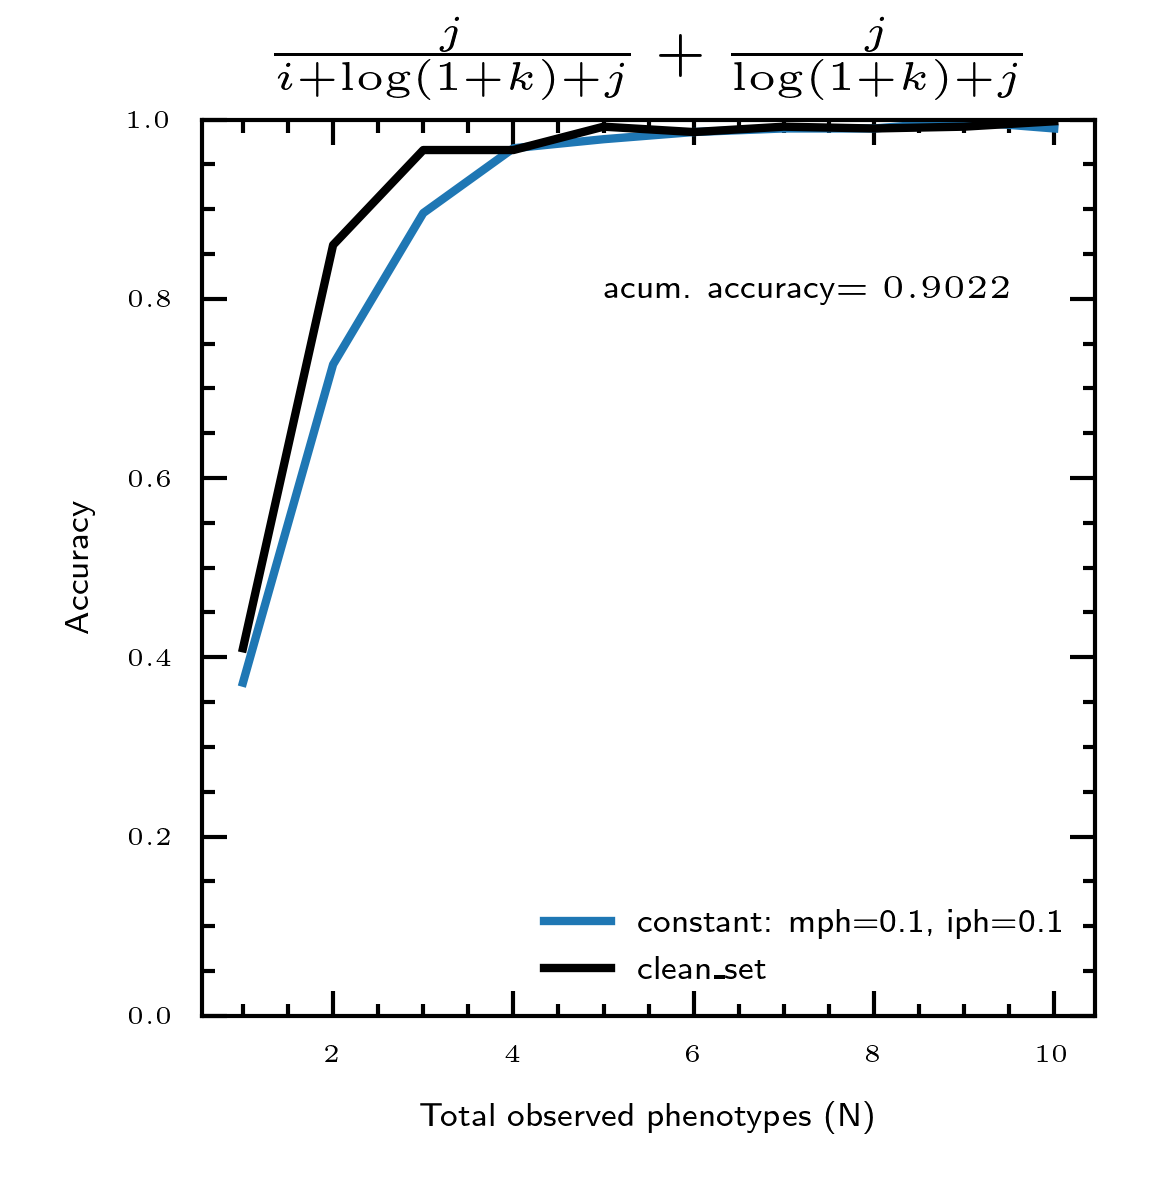 j j
i+log(1+k)+j + log(1+k)+j
1.0
0.8
acum. accuracy= 0.9022
0.6
Accuracy
0.4
0.2
constant: mph=0.1, iph=0.1
clean_set
0.0
2 4 6 8 10
Total observed phenotypes (N)